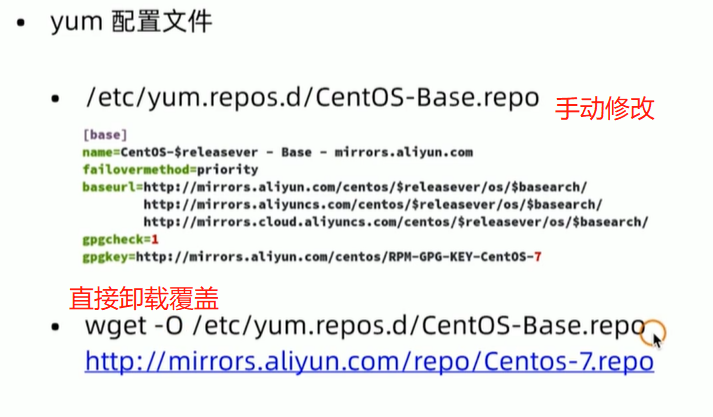 yum 配置文件
/etc/yum.repos.d/CentOS-Base.repo 手动修改
[base]
name=CentOS-$releasever - Base - mirrors.aliyun.com
failovermethod=priority
baseurl=http://mirrors.aliyun.com/centos/$releasever/os/$basearch/
http://mirrors.aliyuncs.com/centos/$releasever/os/$basearch/
http://mirrors.cloud.aliyuncs.com/centos/$releasever/os/$basearch/
gpgcheck=1
gpgkey=http://mirrors.aliyun.com/centos/RPM-GPG-KEY-CentOS-7
直接卸载覆盖
wget -O /etc/yum.repos.d/CentOS-Base.repo
http://mirrors.aliyun.com/repo/Centos-7.repo